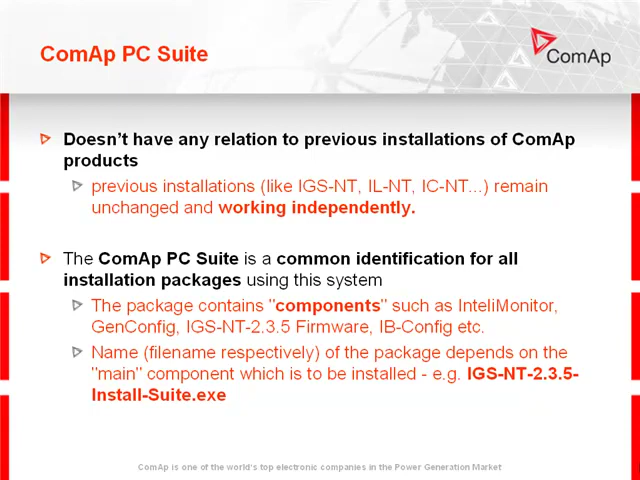 ComAp PC Suite
ComAp
Doesn't have any relation to previous installations of ComAp
products
previous installations (like IGS-NT, IL-NT, IC-NT...) remain
unchanged and working independently.
The ComAp PC Suite is a common identification for all
installation packages using this system
The package contains "components" such as InteliMonitor,
GenConfig, IGS-NT-2.3.5 Firmware, IB-Config etc.
Name (filename respectively) of the package depends on the
"main" component which is to be installed - e.g. IGS-NT-2.3.5-
Install-Suite.exe
ComAp is one of the world's top electronic companies in the Power Generation Market